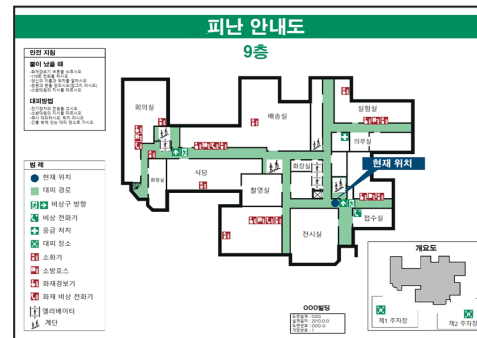 피난 안내도
9층
안전 지침
불이 났을 때
대피방법
범 례
현재 위치
대피 경로
비상구 방향
비상 전화기
응급 처치
대피 장소
소화기
소방호스
화재경보기
화재 비상 전화기
엘리베이터
계단
회의실
배송실
실험실
의무실
현재 위치
화장실
식당
촬영실
화장실
전시실
접수실
개요도
제1 주차장
제2 주차장
OOO빌딩